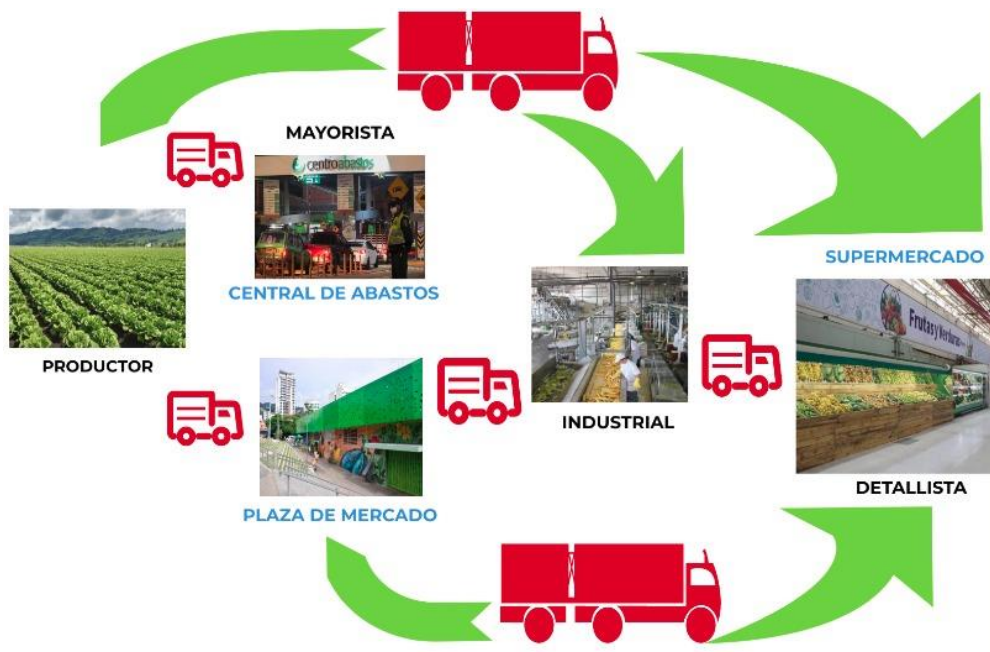 MAYORISTA
centroabastos
CENTRAL DE ABASTOS
PRODUCTOR
PLAZA DE MERCADO
INDUSTRIAL
SUPERMERCADO
Frutas y Verduras
DETALLISTA